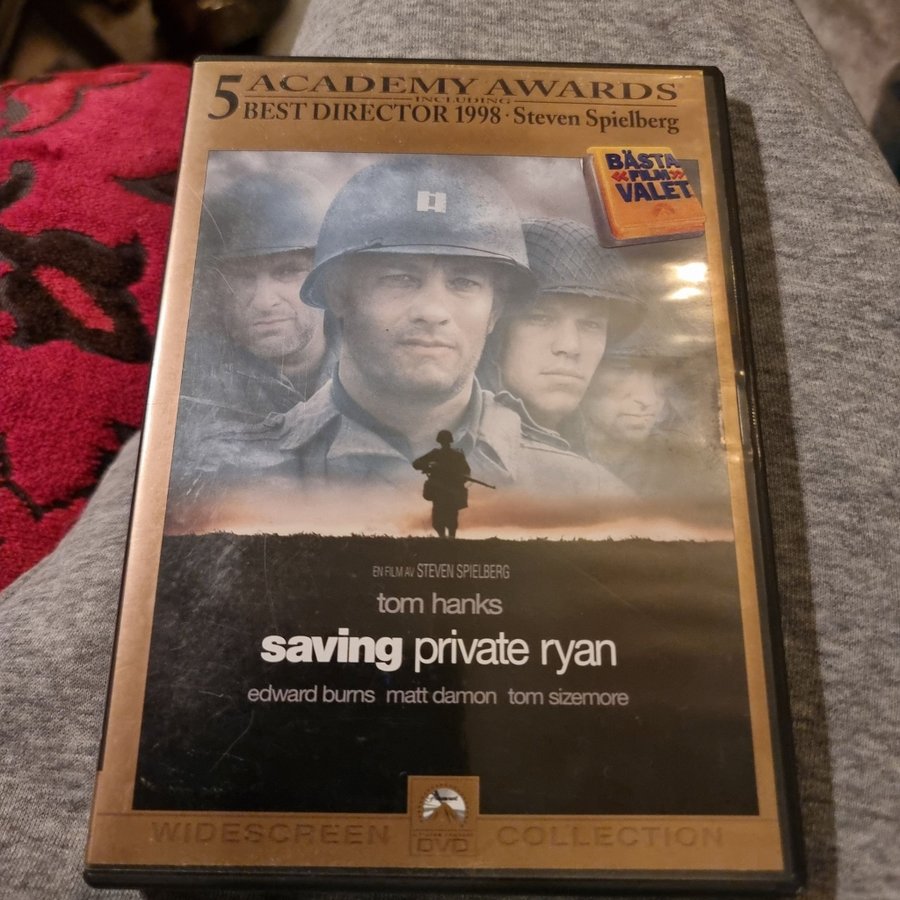 5 ACADEMY AWARDS
INCLUDING
BEST DIRECTOR 1998 · Steven Spielberg
BÄSTA
«FILM»
VALET
EN FILM AV STEVEN SPIELBERG
tom hanks
saving private ryan
edward burns matt damon tom sizemore
WIDESCREEN DVD COLLECTION